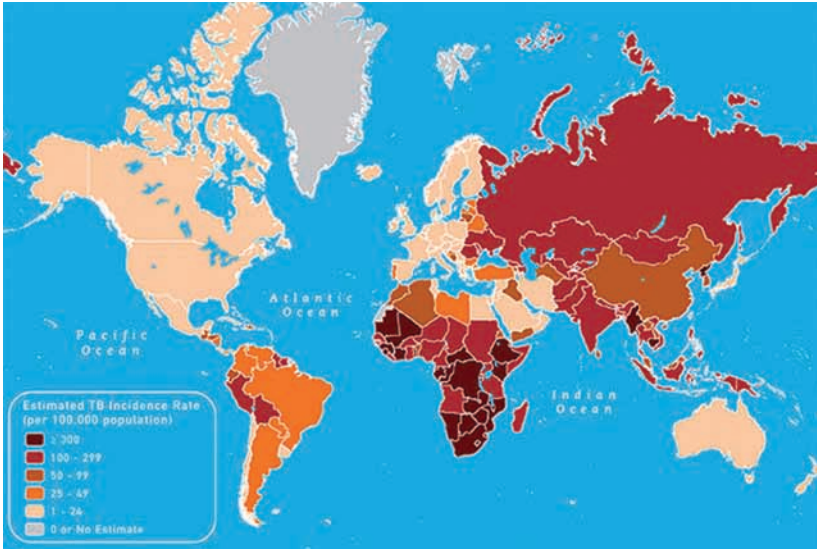 Atlantic
Ocean
Pacific
Ocean
Indian
Ocean
Estimated TB Incidence Rate
(per 100.000 population)
≥ 300
100 - 299
50 - 99
25 - 49
1 - 24
0 or No Estimate